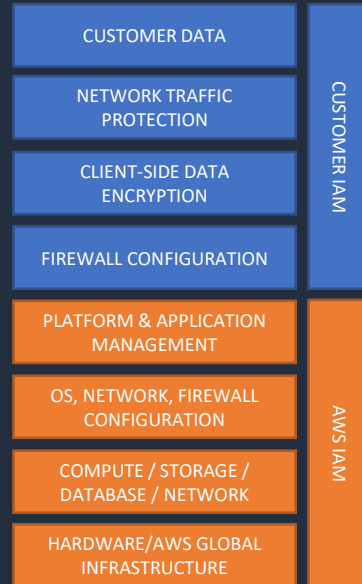 CUSTOMER DATA
NETWORK TRAFFIC
PROTECTION
CLIENT-SIDE DATA
ENCRYPTION
FIREWALL CONFIGURATION
CUSTOMER IAM
PLATFORM & APPLICATION
MANAGEMENT
OS, NETWORK, FIREWALL
CONFIGURATION
COMPUTE / STORAGE /
DATABASE / NETWORK
HARDWARE/AWS GLOBAL
INFRASTRUCTURE
AWS IAM